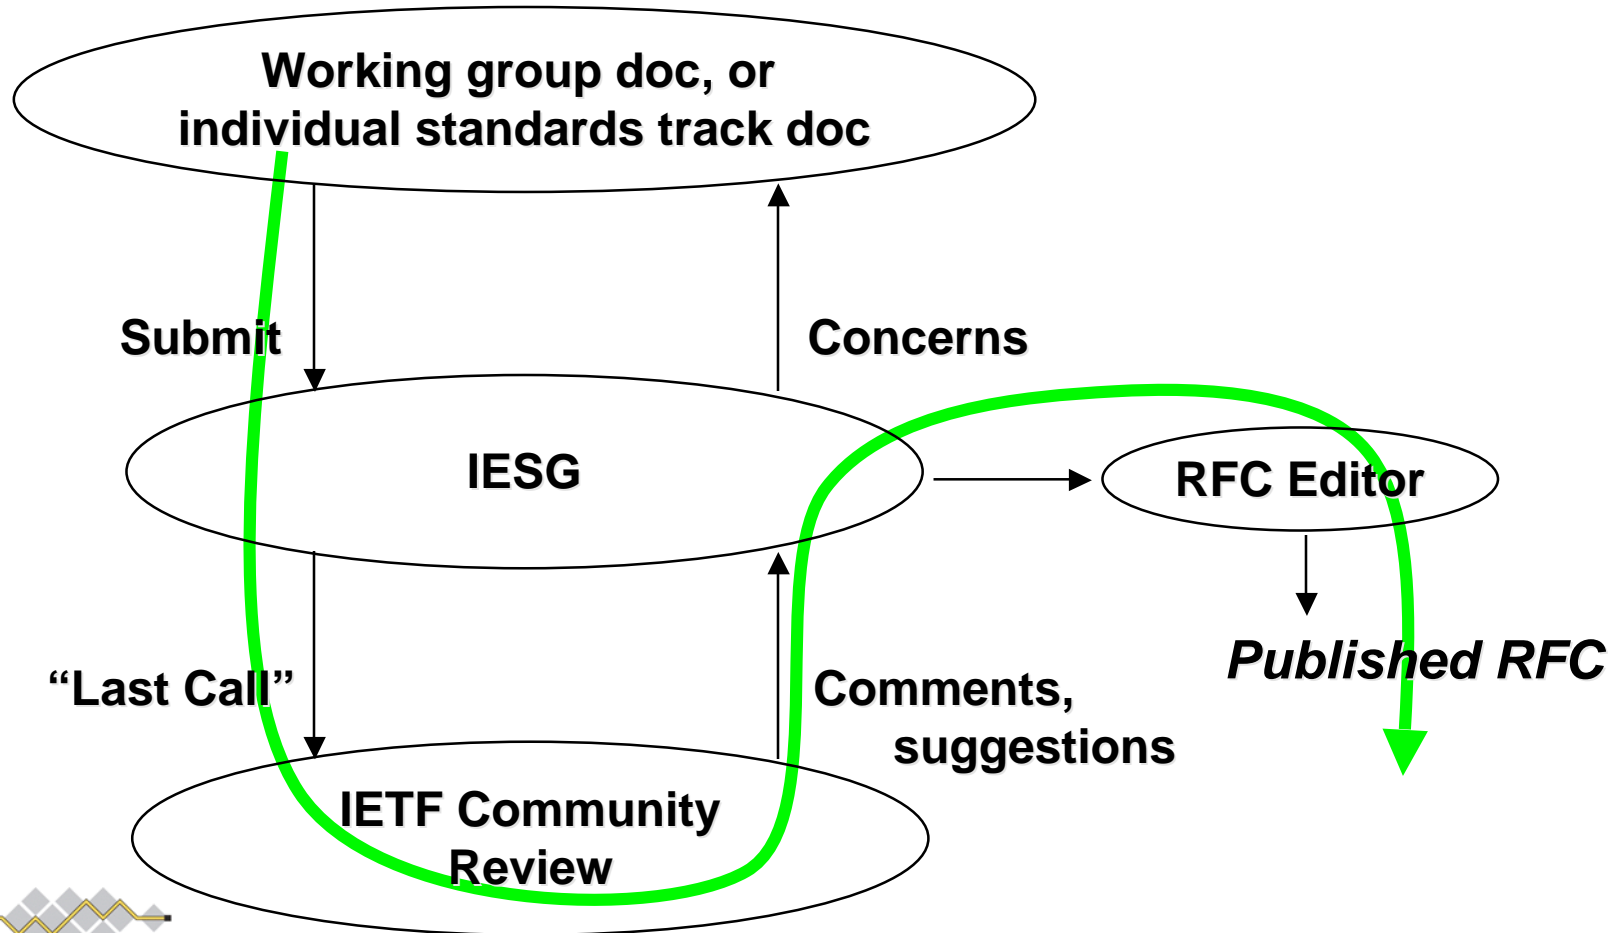 Working group doc, or
individual standards track doc
Submit
Concerns
IESG
RFC Editor
“Last Call”
Published RFC
Comments,
suggestions
IETF Community
Review